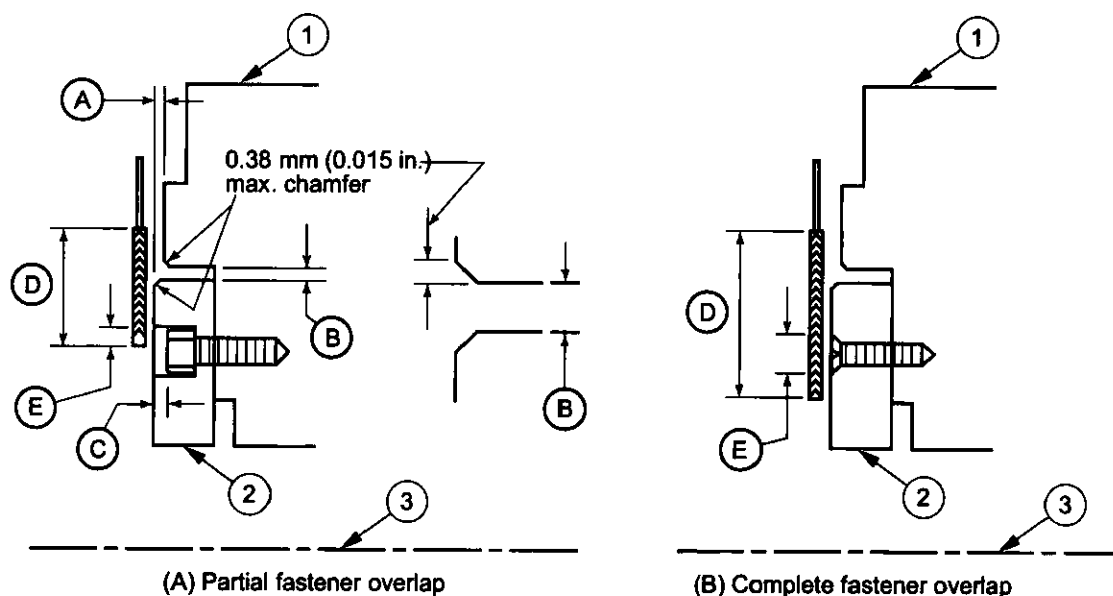 1
A
0.38 mm (0.015 in.)
max. chamfer
D
B
E
C
B
2
3
(A) Partial fastener overlap
1
D
E
2
3
(B) Complete fastener overlap